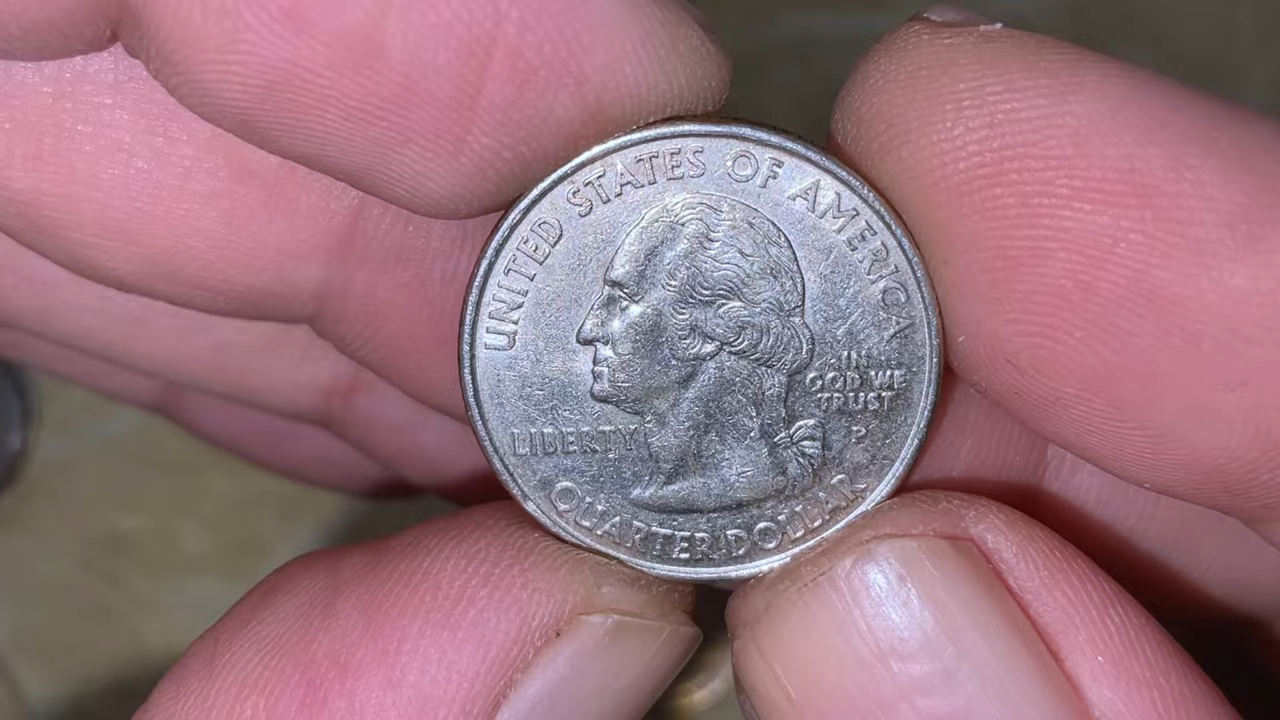 UNITED STATES OF AMERICA
LIBERTY
IN
GOD WE
TRUST
P
QUARTER DOLLAR